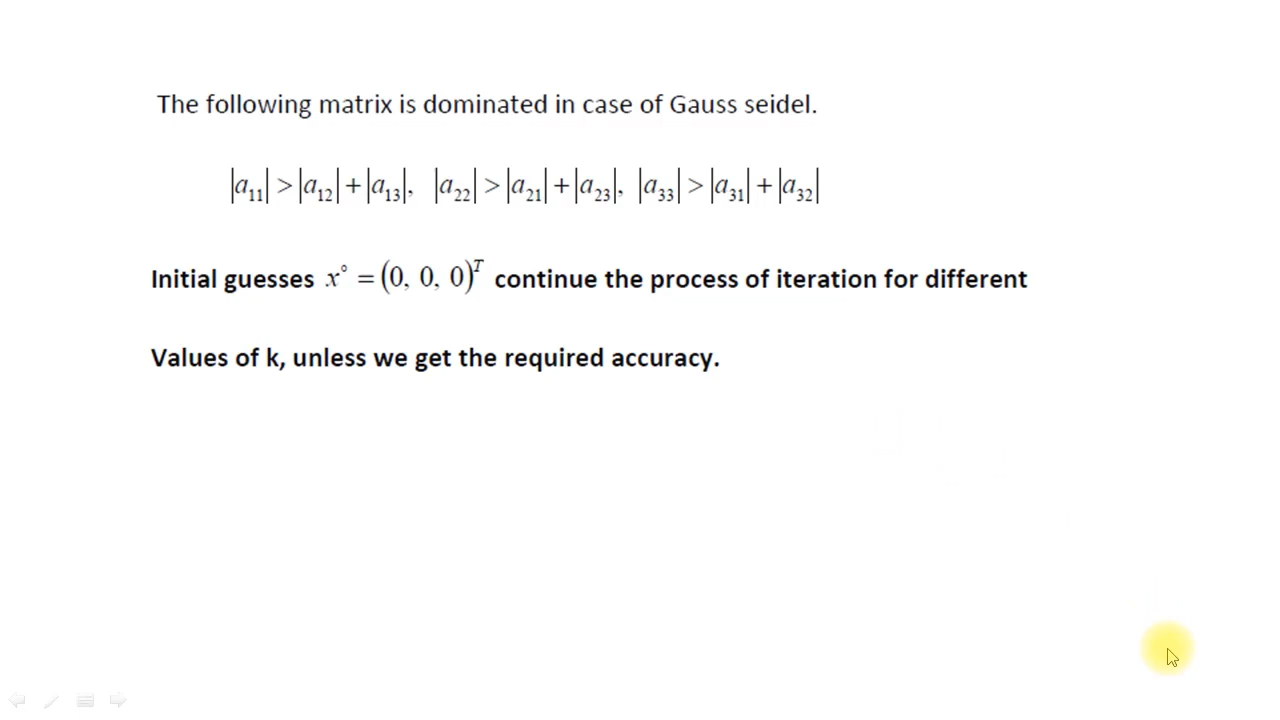 The following matrix is dominated in case of Gauss seidel.
|a₁₁| > |a₁₂| + |a₁₃|, |a₂₂| > |a₂₁| + |a₂₃|, |a₃₃| > |a₃₁| + |a₃₂|
Initial guesses x° = (0, 0, 0)ᵀ continue the process of iteration for different
Values of k, unless we get the required accuracy.